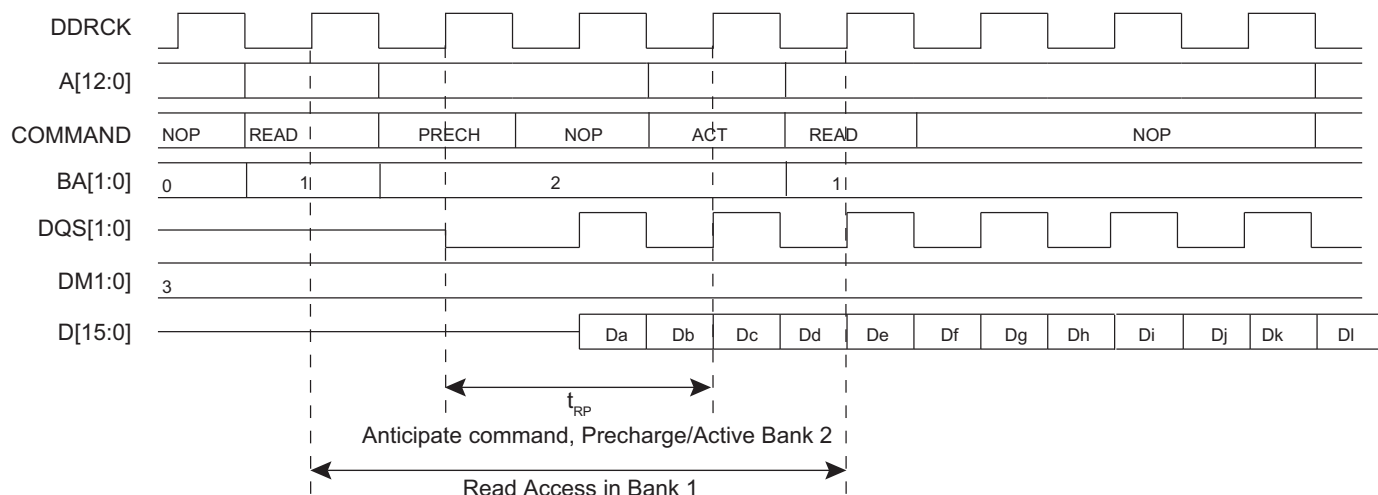 DDRCK
A[12:0]
COMMAND NOP READ PRECH NOP ACT READ NOP
BA[1:0] 0 1 2 1
DQS[1:0]
DM1:0] 3
D[15:0] Da Db Dc Dd De Df Dg Dh Di Dj Dk Dl
tRP
Anticipate command, Precharge/Active Bank 2
Read Access in Bank 1